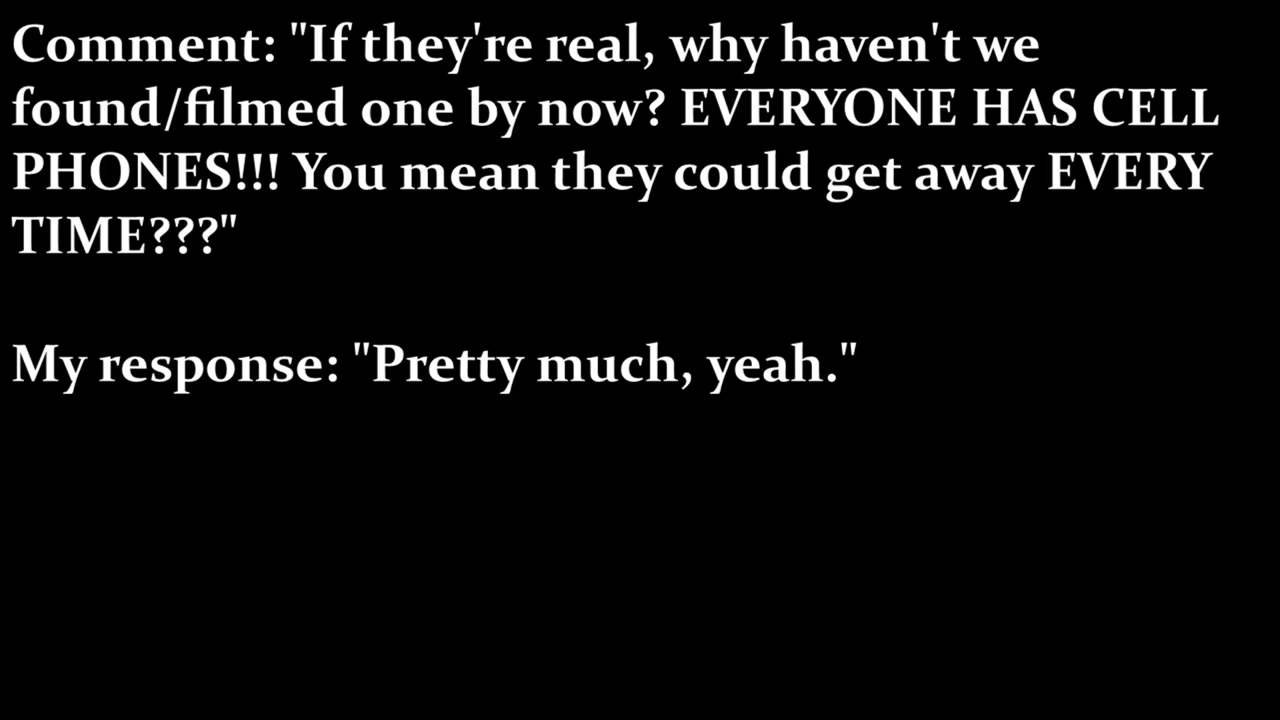 Comment: "If they're real, why haven't we
found/filmed one by now? EVERYONE HAS CELL
PHONES!!! You mean they could get away EVERY
TIME???"
My response: "Pretty much, yeah."